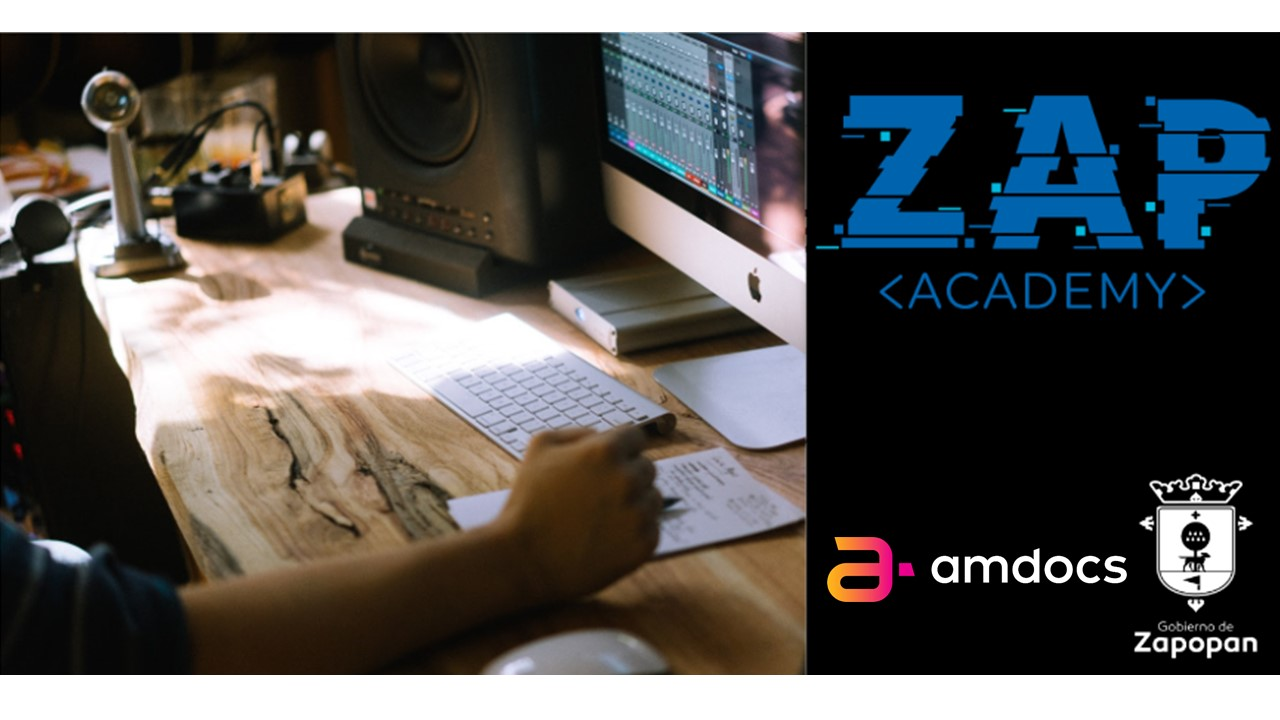 ZAP
<ACADEMY>
amdocs
Gobierno de
Zapopan